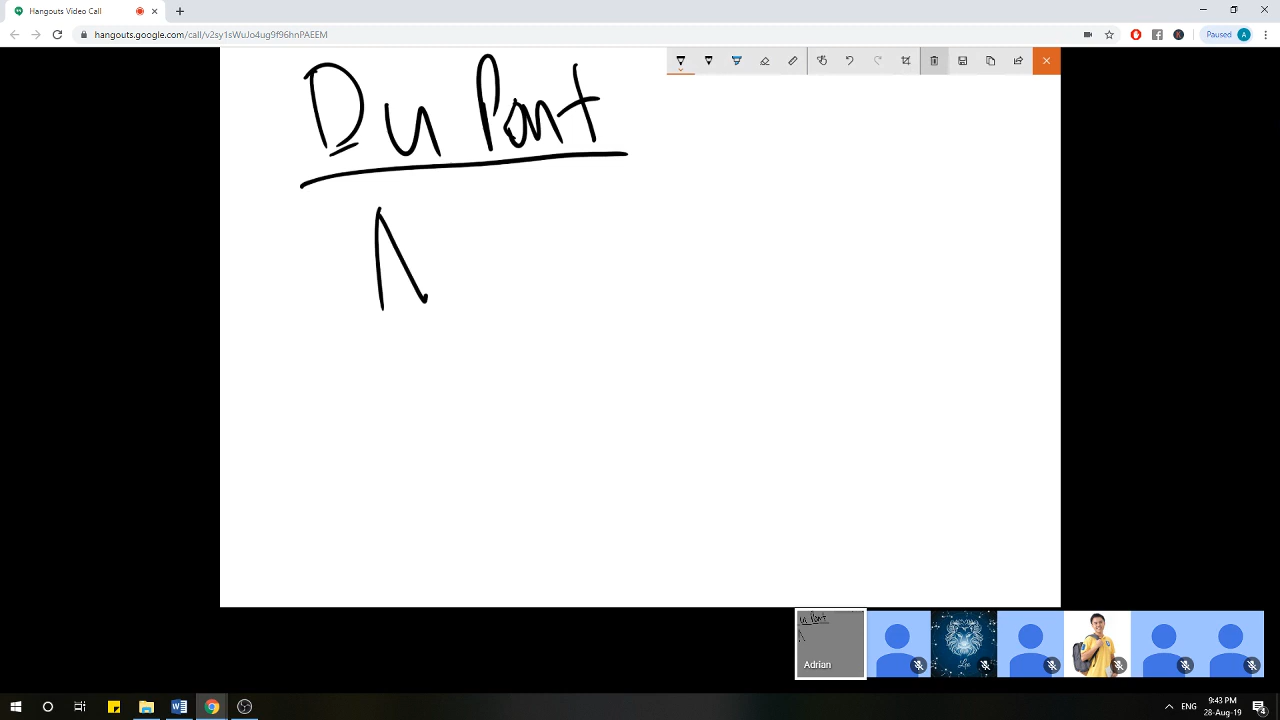 Hangouts Video Call
hangouts.google.com/call/v2sy1sWuJo4ug9f96hnPAEEM
Paused
A
Du Pont
Adrian
ENG
9:43 PM
28-Aug-19